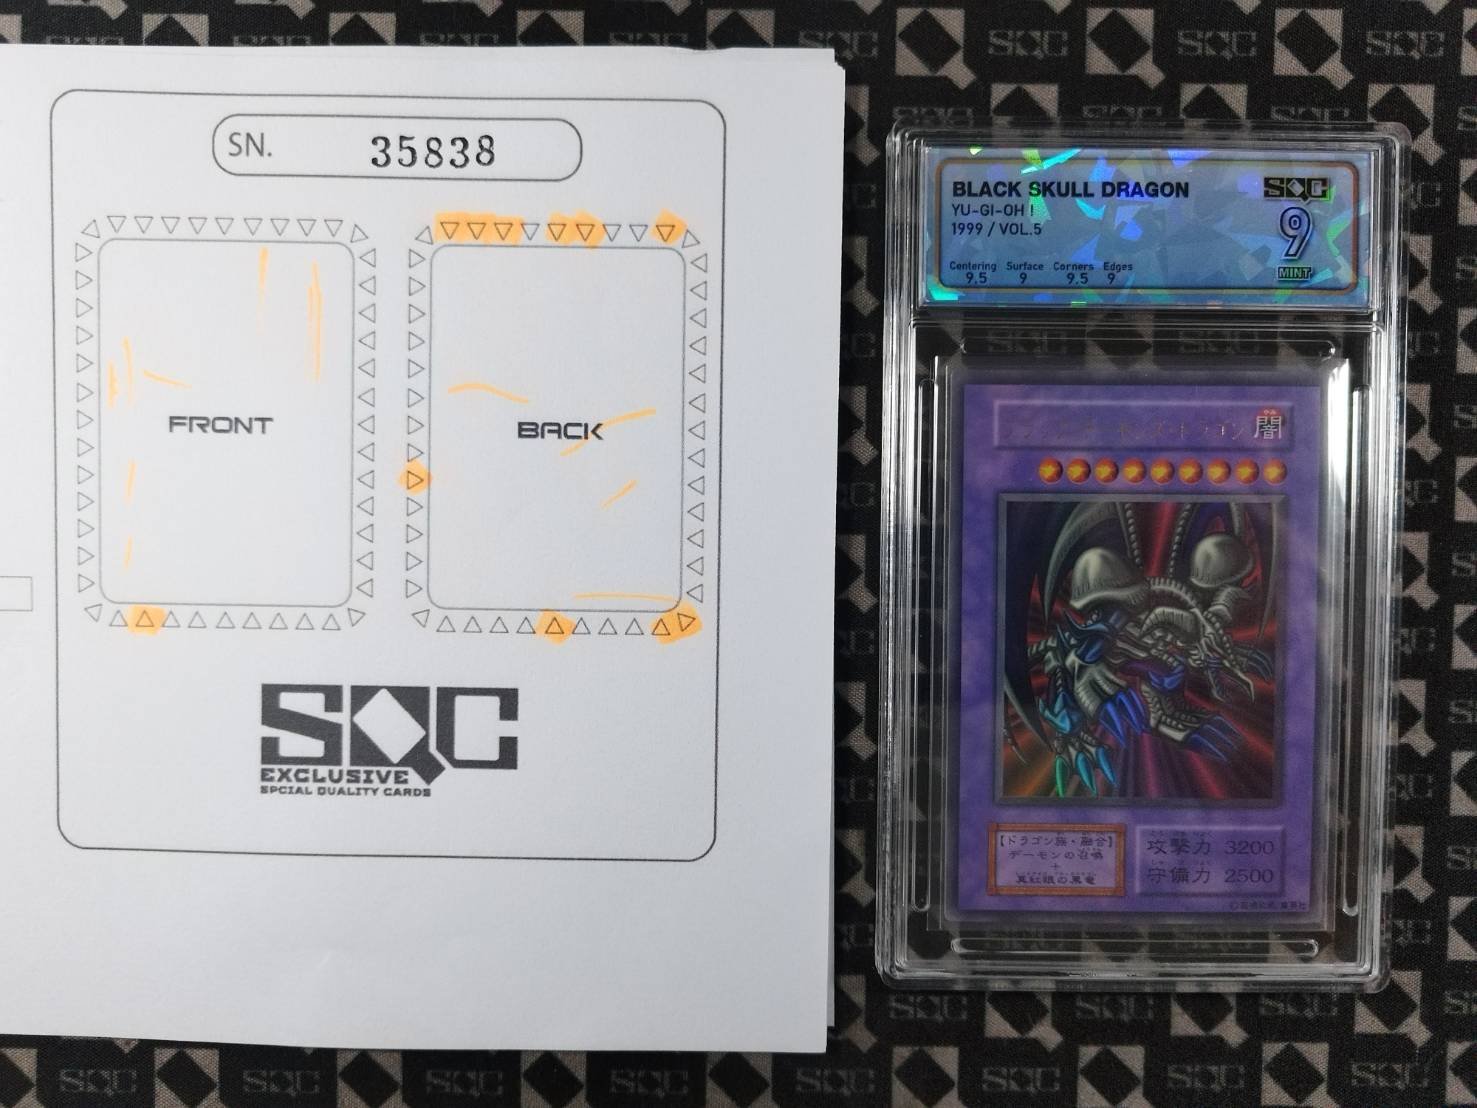 SN. 35838
FRONT
BACK
SQC
EXCLUSIVE
SPCIAL QUALITY CARDS
BLACK SKULL DRAGON
YU-GI-OH !
1999 / VOL.5
Centering Surface Corners Edges
9.5 9 9.5 9
SQC
9
MINT
闇
【ドラゴン族・融合】
デーモンの召喚
+
真紅眼の黒竜
攻撃力 3200
守備力 2500